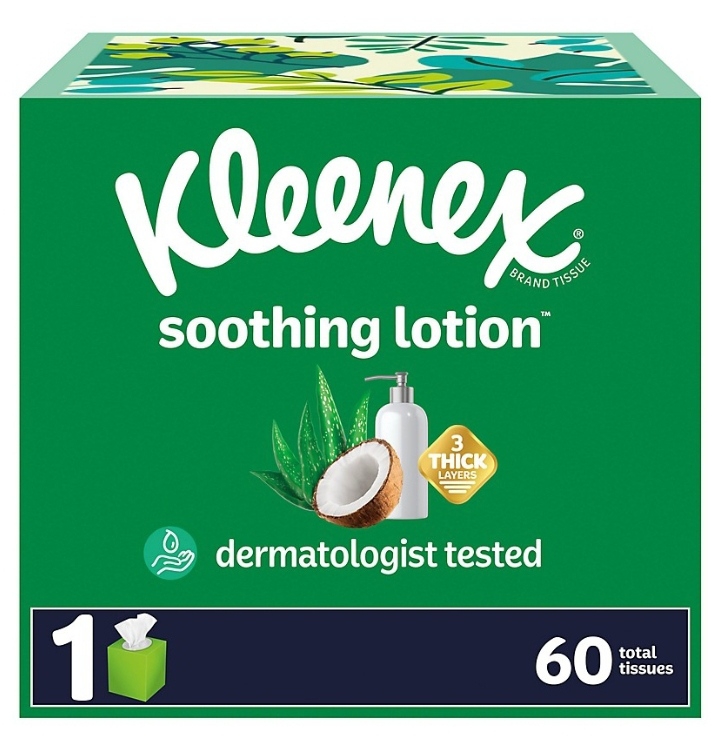 Kleenex®
BRAND TISSUE
soothing lotion™
3
THICK
LAYERS
dermatologist tested
1
60 total
tissues